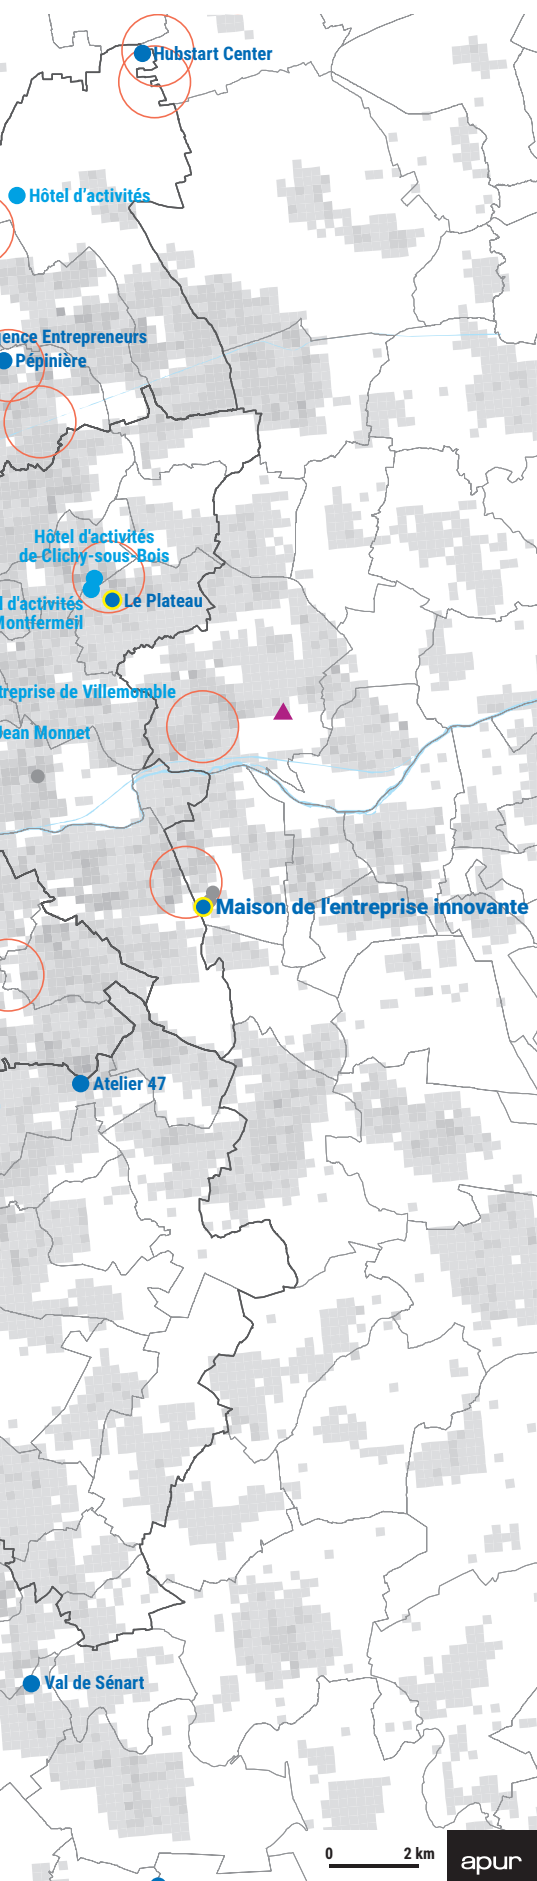 Hubstart Center
Hôtel d'activités
ence Entrepreneurs
Pépinière
Hôtel d'activités
de Clichy-sous-Bois
l d'activités
Montfermeil
Le Plateau
treprise de Villemomble
Jean Monnet
Maison de l'entreprise innovante
Atelier 47
Val de Sénart
0 2 km
apur